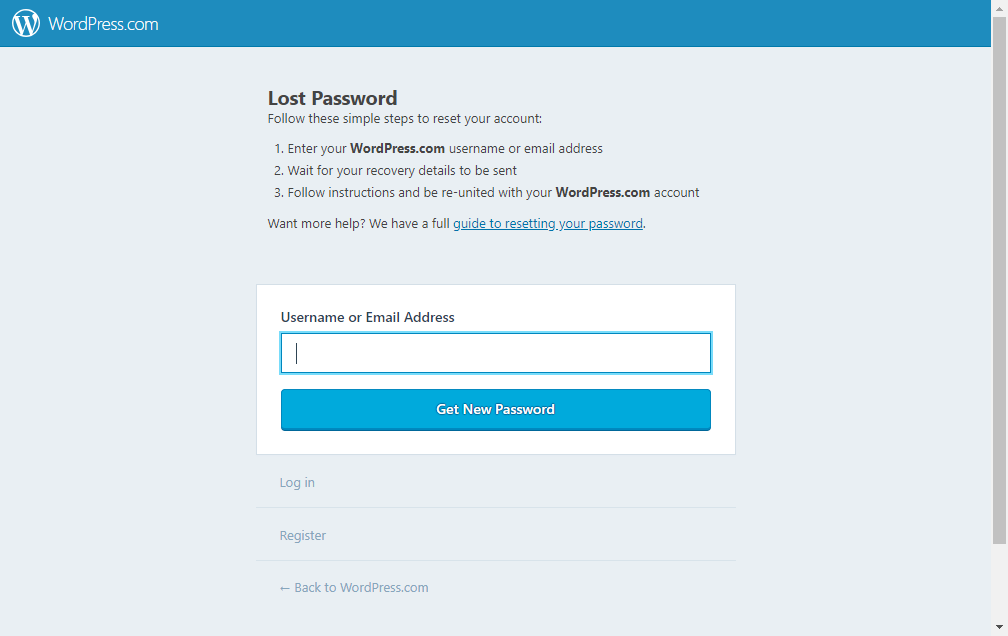 WordPress.com
Lost Password
Follow these simple steps to reset your account:
1. Enter your WordPress.com username or email address
2. Wait for your recovery details to be sent
3. Follow instructions and be re-united with your WordPress.com account
Want more help? We have a full guide to resetting your password.
Username or Email Address
Get New Password
Log in
Register
← Back to WordPress.com